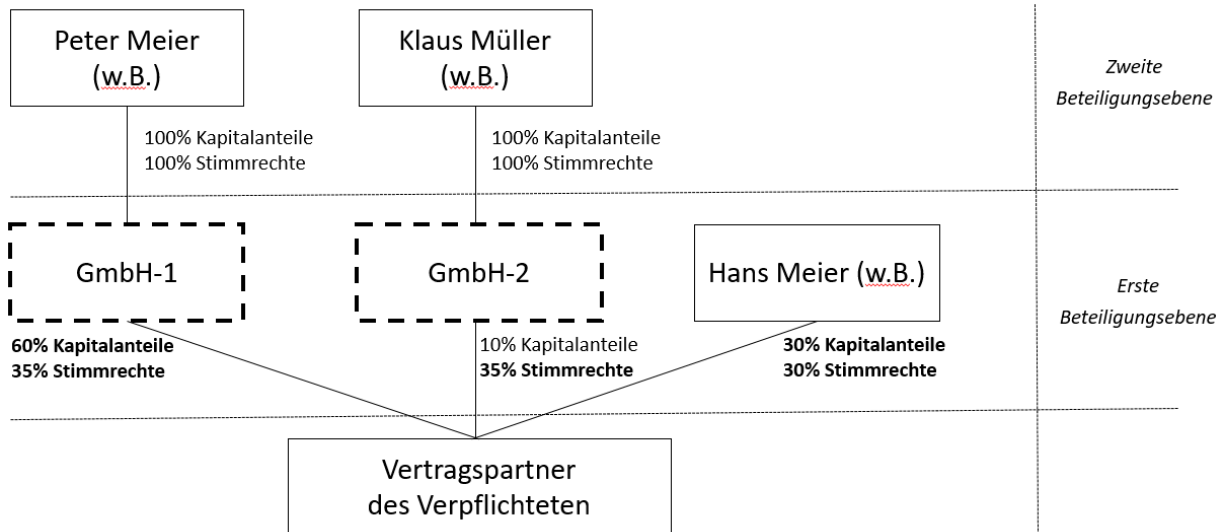 Peter Meier
(w.B.)
Klaus Müller
(w.B.)
Zweite
Beteiligungsebene
100% Kapitalanteile
100% Stimmrechte
100% Kapitalanteile
100% Stimmrechte
GmbH-1
GmbH-2
Hans Meier (w.B.)
Erste
Beteiligungsebene
60% Kapitalanteile
35% Stimmrechte
10% Kapitalanteile
35% Stimmrechte
30% Kapitalanteile
30% Stimmrechte
Vertragspartner
des Verpflichteten